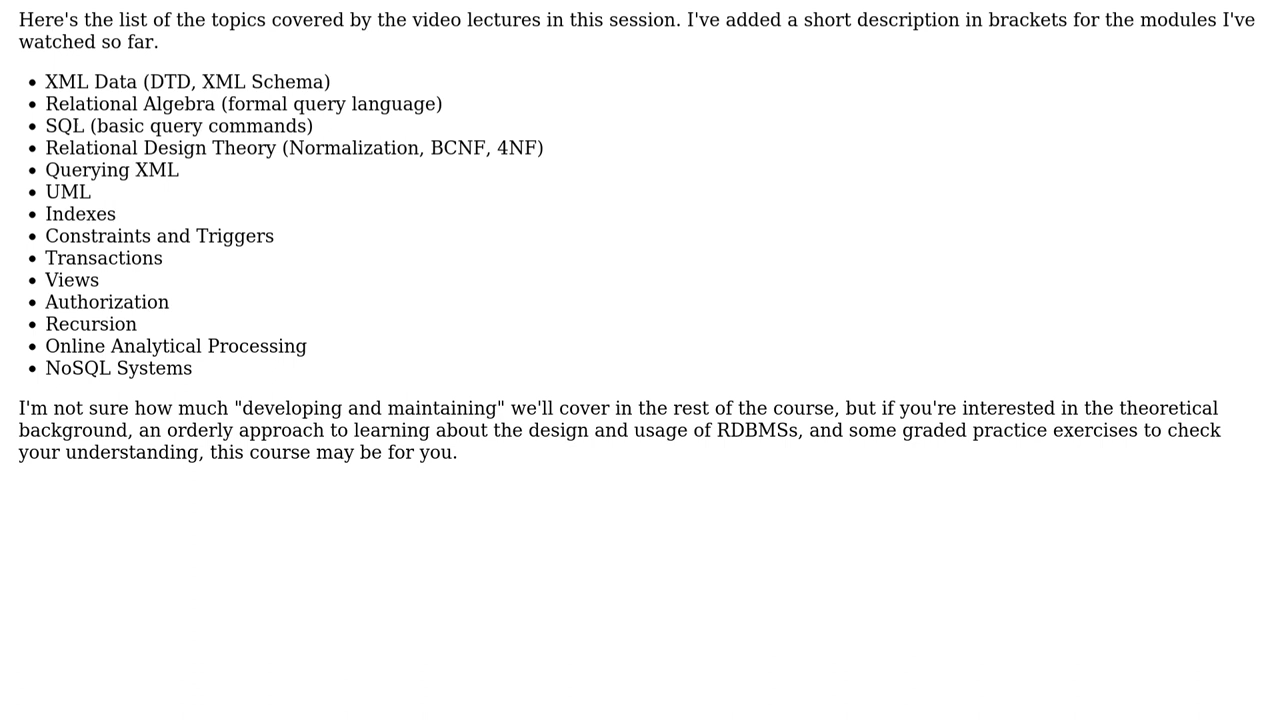 Here's the list of the topics covered by the video lectures in this session. I've added a short description in brackets for the modules I've
watched so far.
• XML Data (DTD, XML Schema)
• Relational Algebra (formal query language)
• SQL (basic query commands)
• Relational Design Theory (Normalization, BCNF, 4NF)
• Querying XML
• UML
• Indexes
• Constraints and Triggers
• Transactions
• Views
• Authorization
• Recursion
• Online Analytical Processing
• NoSQL Systems
I'm not sure how much "developing and maintaining" we'll cover in the rest of the course, but if you're interested in the theoretical
background, an orderly approach to learning about the design and usage of RDBMSs, and some graded practice exercises to check
your understanding, this course may be for you.